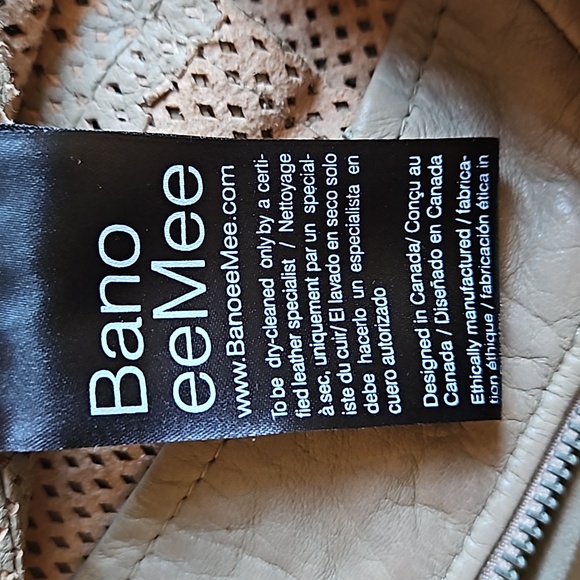 Bano
eeMee
www.BanoeeMee.com
To be dry-cleaned only by a certi-
fied leather specialist / Nettoyage
à sec, uniquement par un special-
iste du cuir/ El lavado en seco solo
debe hacerlo un especialista en
cuero autorizado
Designed in Canada/ Conçu au
Canada / Diseñado en Canada
Ethically manufactured / fabrica-
tion éthique / fabricación ética in